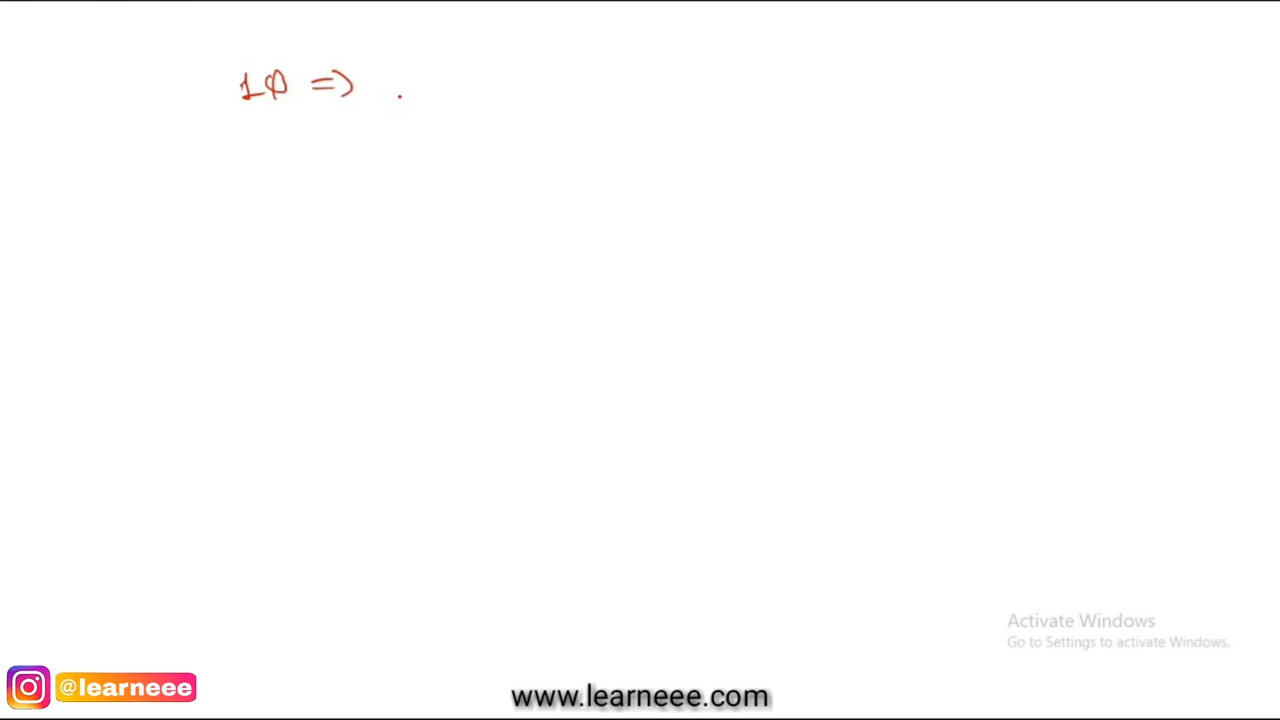 1φ => .
Activate Windows
Go to Settings to activate Windows.
@learneee
www.learneee.com